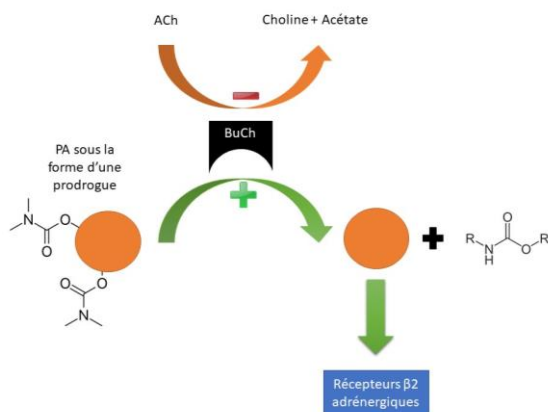 ACh
Choline + Acétate
BuCh
PA sous la
forme d'une
prodrogue
N
O
O
O
O
N
R
N
H
O
O
R
Récepteurs β2
adrénergiques